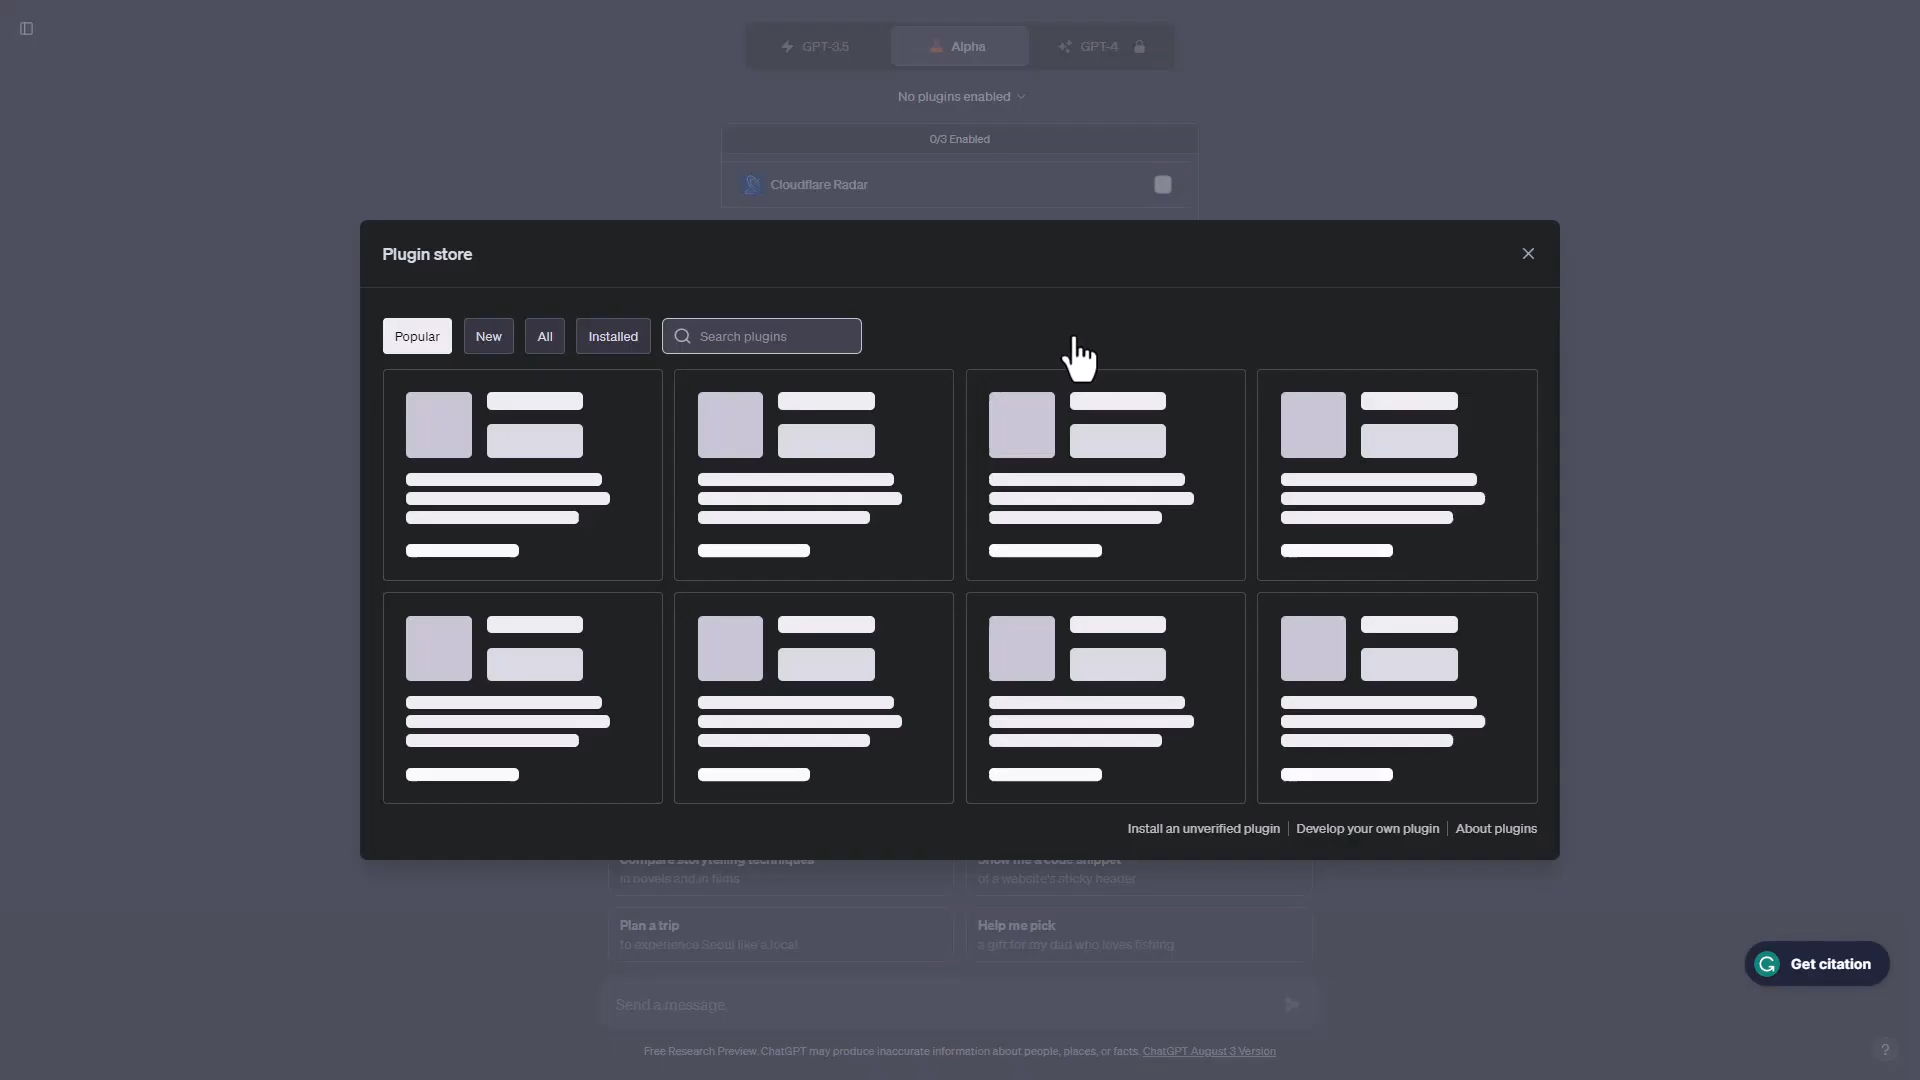 GPT-3.5
Alpha
GPT-4
No plugins enabled
0/3 Enabled
Cloudflare Radar
Plugin store
Popular
New
All
Installed
Search plugins
Install an unverified plugin
Develop your own plugin
About plugins
Compare storytelling techniques
in novels and in films
Show me a code snippet
of a website's sticky header
Plan a trip
to experience Seoul like a local
Help me pick
a gift for my dad who loves fishing
Get citation
Send a message
Free Research Preview. ChatGPT may produce inaccurate information about people, places, or facts. ChatGPT August 3 Version
?